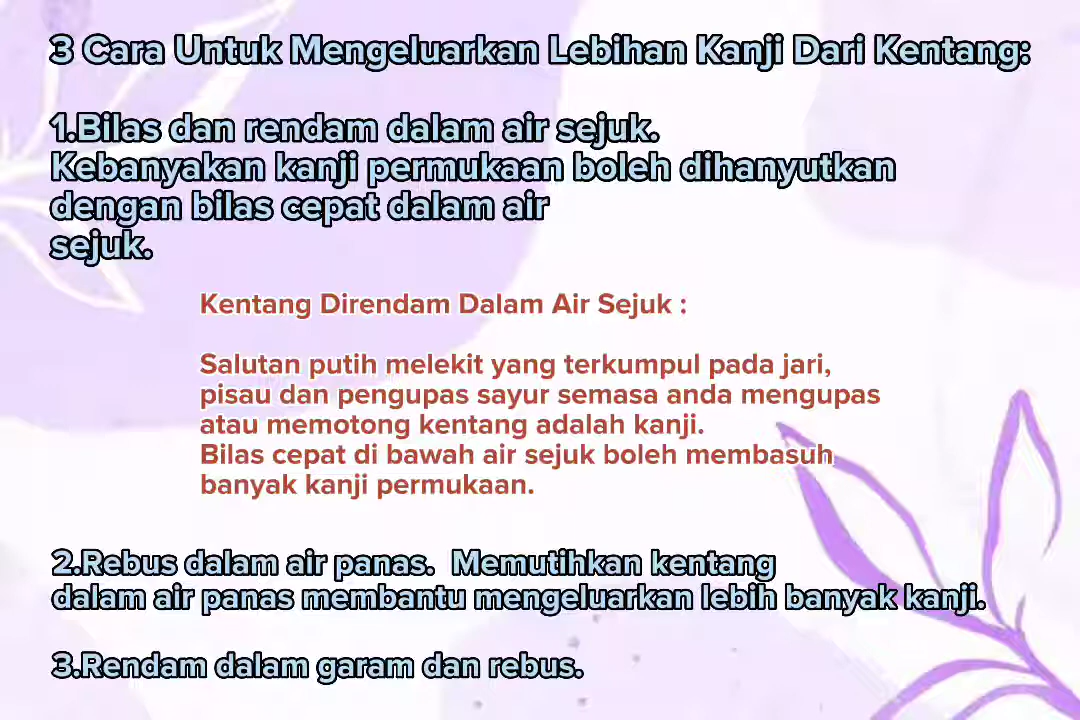 3 Cara Untuk Mengeluarkan Lebihan Kanji Dari Kentang:
1.Bilas dan rendam dalam air sejuk.
Kebanyakan kanji permukaan boleh dihanyutkan
dengan bilas cepat dalam air
sejuk.
Kentang Direndam Dalam Air Sejuk :
Salutan putih melekit yang terkumpul pada jari,
pisau dan pengupas sayur semasa anda mengupas
atau memotong kentang adalah kanji.
Bilas cepat di bawah air sejuk boleh membasuh
banyak kanji permukaan.
2.Rebus dalam air panas.  Memutihkan kentang
dalam air panas membantu mengeluarkan lebih banyak kanji.
3.Rendam dalam garam dan rebus.